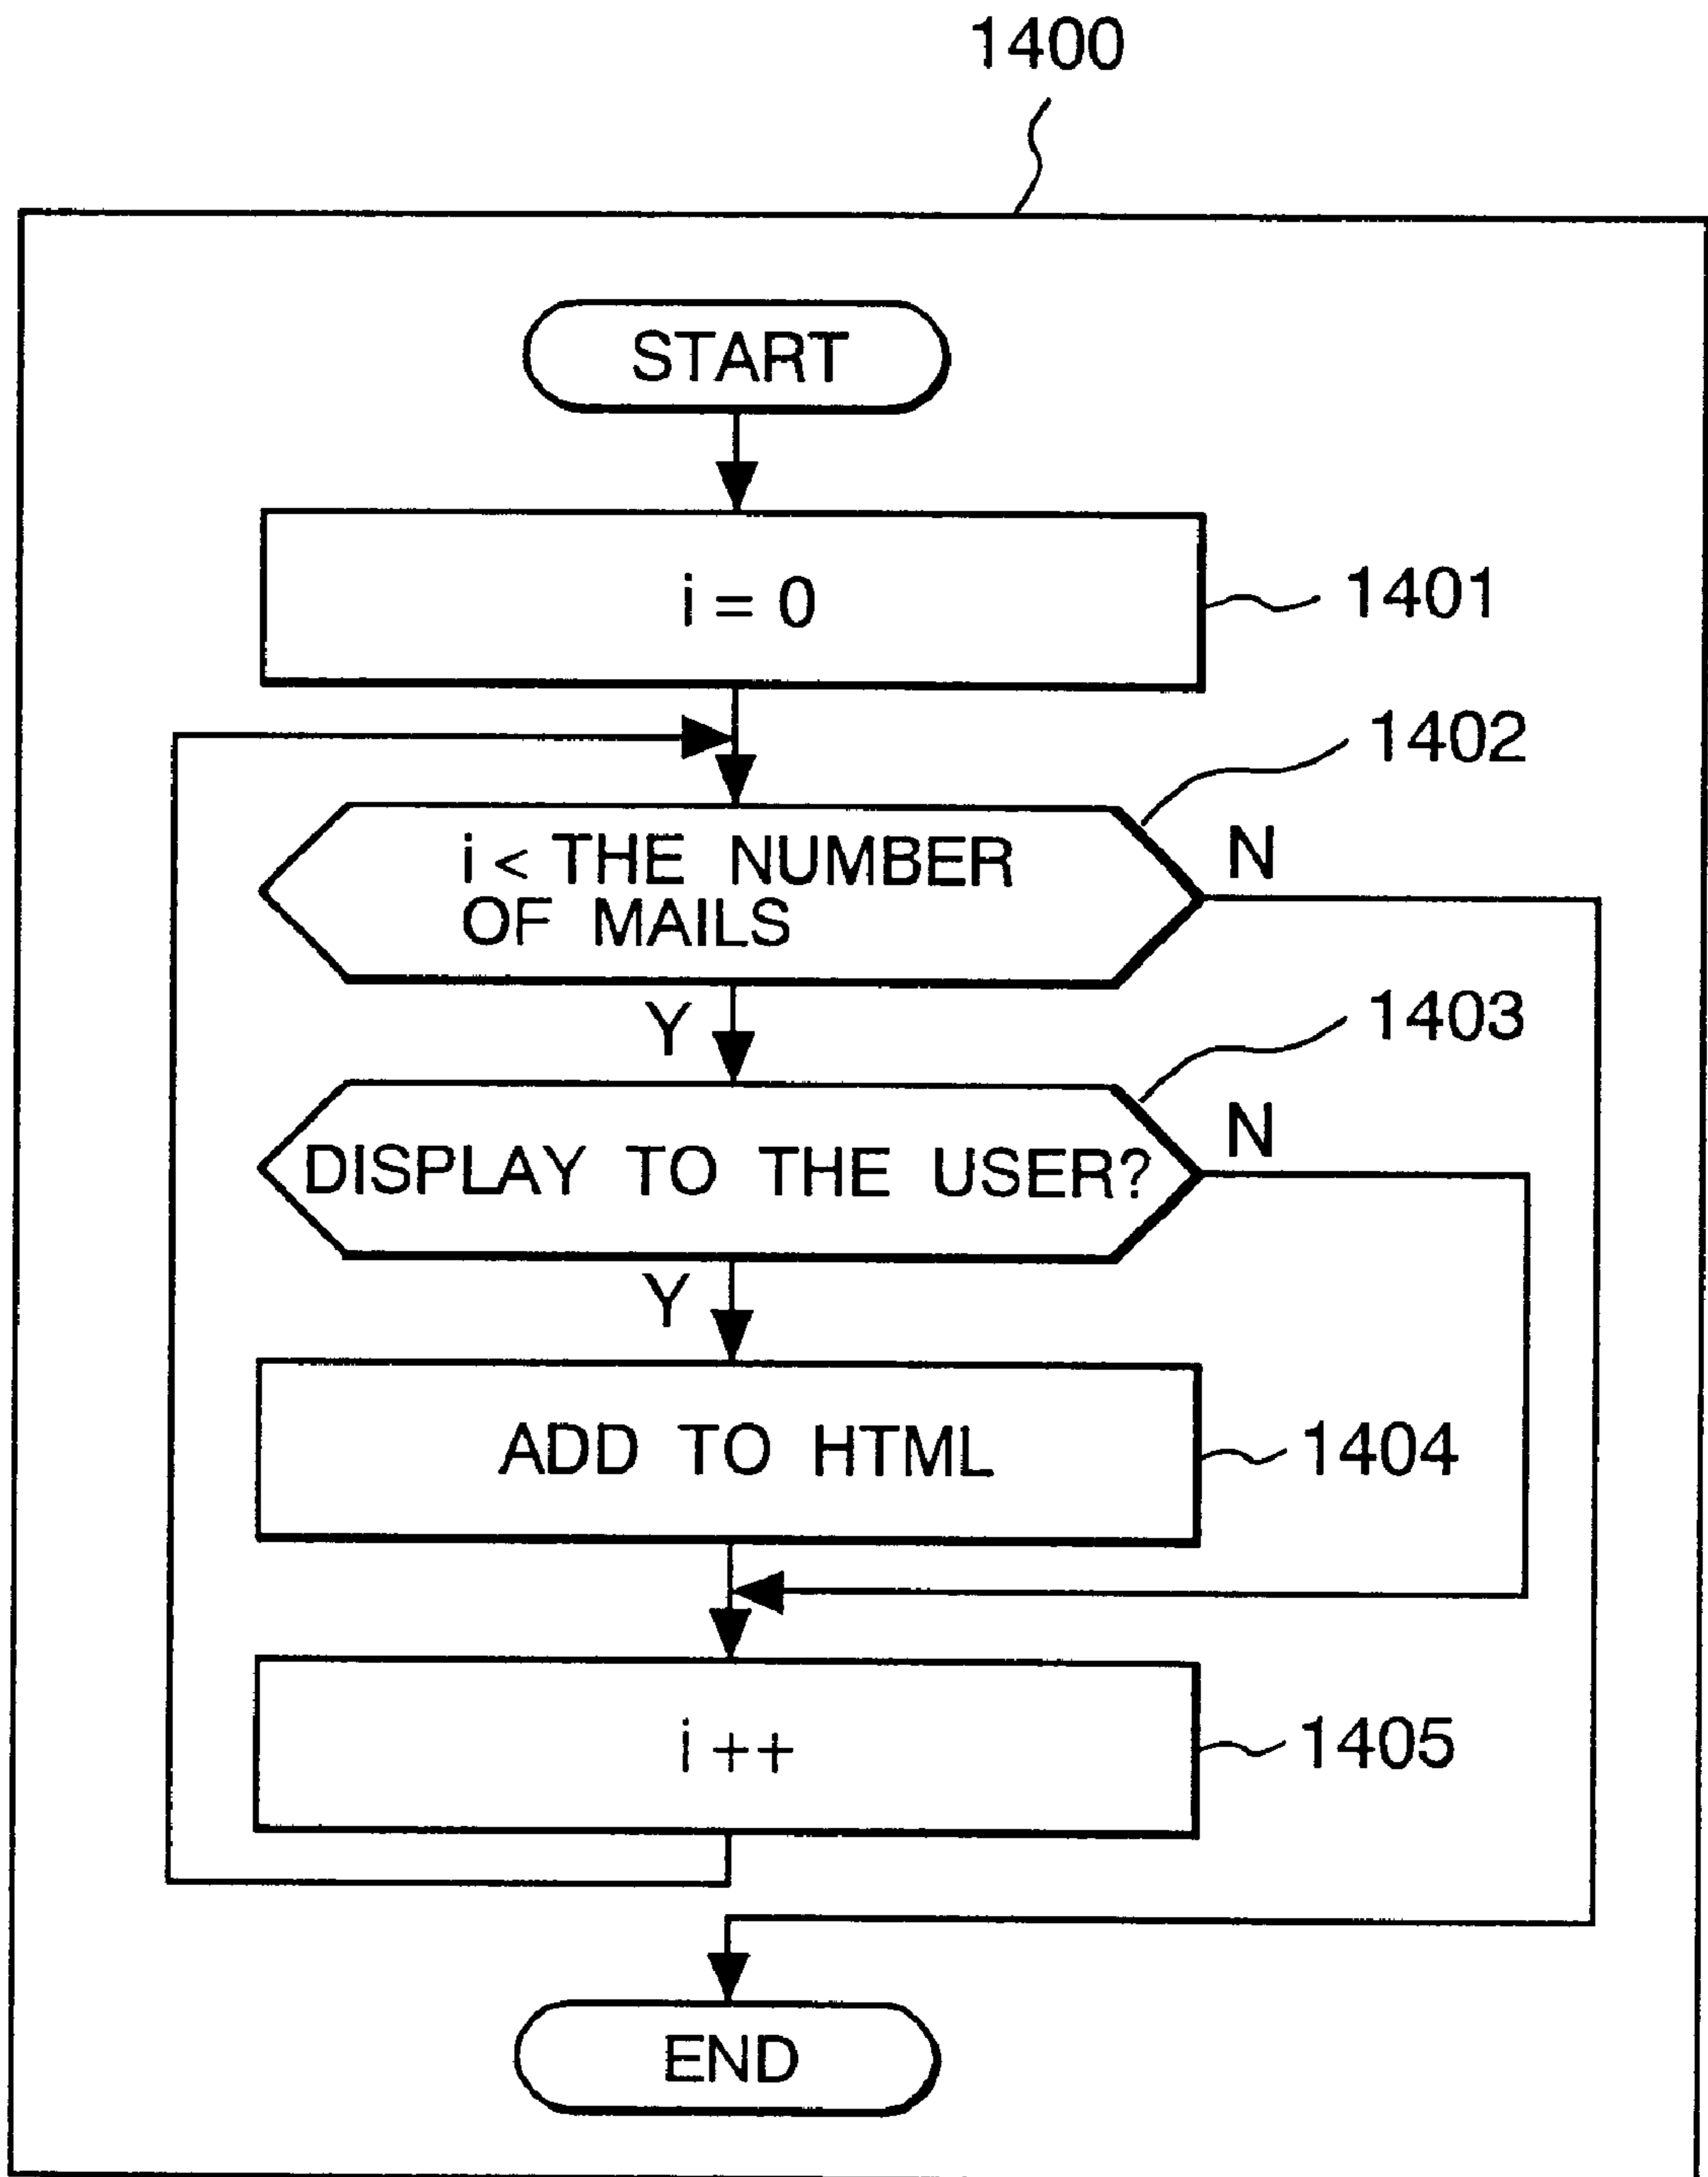 1400
START
i = 0
1401
1402
i < THE NUMBER
OF MAILS
N
Y
1403
DISPLAY TO THE USER?
N
Y
ADD TO HTML
1404
i ++
1405
END